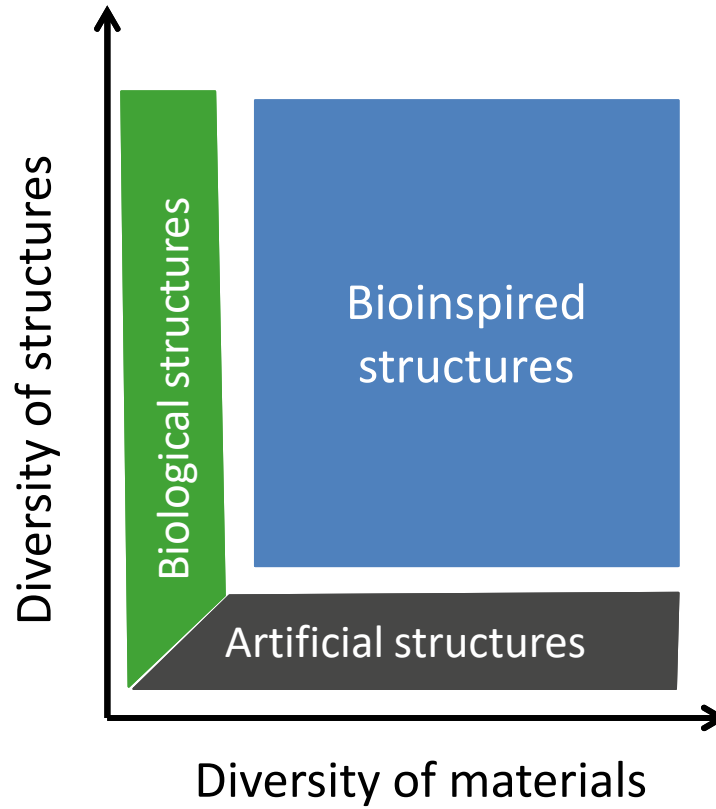 Diversity of structures
Biological structures
Bioinspired
structures
Artificial structures
Diversity of materials